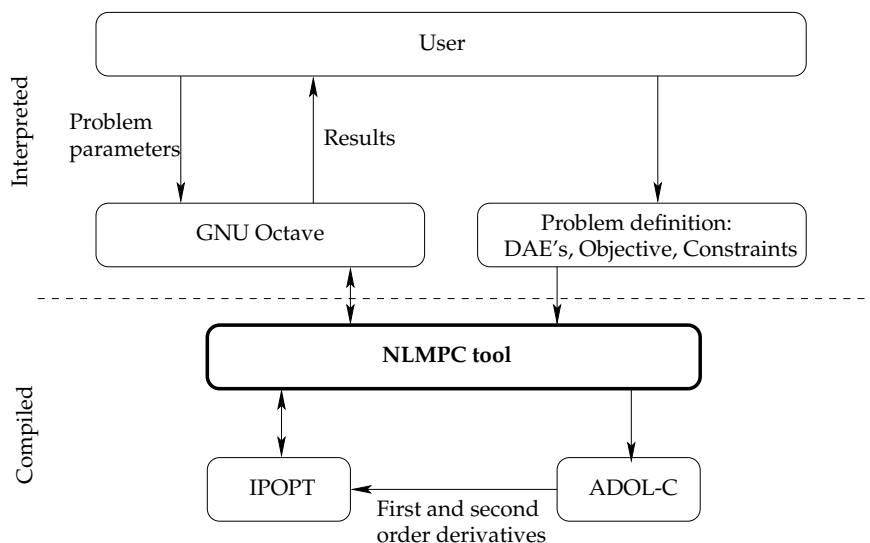 User
Interpreted
Problem
parameters
Results
GNU Octave
Problem definition:
DAE's, Objective, Constraints
NLMPC tool
Compiled
IPOPT
ADOL-C
First and second
order derivatives